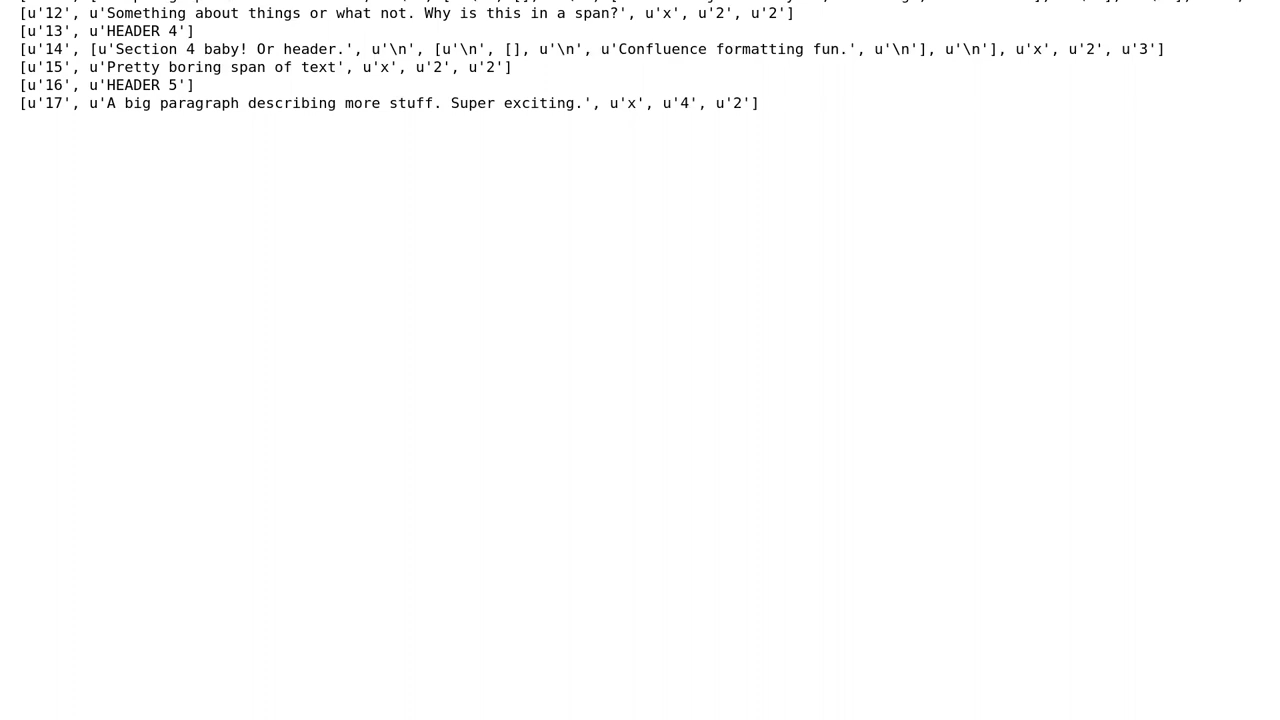 [u'12', u'Something about things or what not. Why is this in a span?', u'x', u'2', u'2']
[u'13', u'HEADER 4']
[u'14', [u'Section 4 baby! Or header.', u'\n', [u'\n', [], u'\n', u'Confluence formatting fun.', u'\n'], u'\n'], u'x', u'2', u'3']
[u'15', u'Pretty boring span of text', u'x', u'2', u'2']
[u'16', u'HEADER 5']
[u'17', u'A big paragraph describing more stuff. Super exciting.', u'x', u'4', u'2']